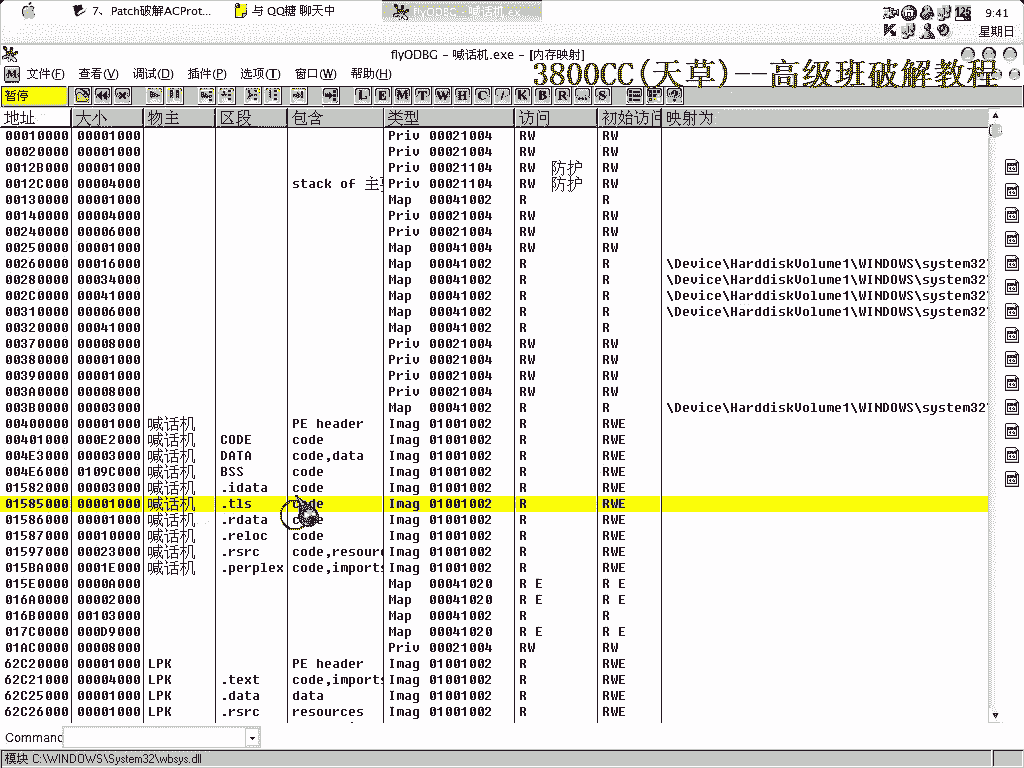 7、Patch破解ACProt...
与 QQ糖 聊天中
flyODBG - 喊话机.ex...
125
9:41
星期日
flyODBG - 喊话机.exe - [内存映射]
M 文件(F) 查看(V) 调试(D) 插件(P) 选项(T) 窗口(W) 帮助(H)
3800CC(天草)--高级班破解教程
暂停 L E M T W H C / K B R ... S ?
地址 大小 物主 区段 包含 类型 访问 初始访问 映射为
00010000 00001000 Priv 00021004 RW RW
00020000 00001000 Priv 00021004 RW RW
0012B000 00001000 Priv 00021104 RW 防护 RW
0012C000 00004000 stack of 主 Priv 00021104 RW 防护 RW
00130000 00001000 Map 00041002 R R
00140000 00004000 Priv 00021004 RW RW
00240000 00006000 Priv 00021004 RW RW
00250000 00001000 Map 00041004 RW RW
00260000 00016000 Map 00041002 R R \Device\HarddiskVolume1\WINDOWS\system32\
00280000 00034000 Map 00041002 R R \Device\HarddiskVolume1\WINDOWS\system32\
002C0000 00041000 Map 00041002 R R \Device\HarddiskVolume1\WINDOWS\system32\
00310000 00006000 Map 00041002 R R \Device\HarddiskVolume1\WINDOWS\system32\
00320000 00041000 Map 00041002 R R
00370000 00008000 Priv 00021004 RW RW
00380000 00001000 Priv 00021004 RW RW
00390000 00001000 Priv 00021004 RW RW
003A0000 00008000 Priv 00021004 RW RW
003B0000 00003000 Map 00041002 R R \Device\HarddiskVolume1\WINDOWS\system32\
00400000 00001000 喊话机 PE header Imag 01001002 R RWE
00401000 000E2000 喊话机 CODE code Imag 01001002 R RWE
004E3000 00003000 喊话机 DATA code,data Imag 01001002 R RWE
004E6000 0109C000 喊话机 BSS code Imag 01001002 R RWE
01582000 00003000 喊话机 .idata code Imag 01001002 R RWE
01585000 00001000 喊话机 .tls code Imag 01001002 R RWE
01586000 00001000 喊话机 .rdata code Imag 01001002 R RWE
01587000 00010000 喊话机 .reloc code Imag 01001002 R RWE
01597000 00023000 喊话机 .rsrc code,resourc Imag 01001002 R RWE
015BA000 0001E000 喊话机 .perplex code,imports Imag 01001002 R RWE
015E0000 0000A000 Map 00041020 R E R E
016A0000 00002000 Map 00041020 R E R E
016B0000 00103000 Map 00041002 R R
017C0000 000D9000 Map 00041020 R E R E
01AC0000 00008000 Priv 00021004 RW RW
62C20000 00001000 LPK PE header Imag 01001002 R RWE
62C21000 00004000 LPK .text code,imports Imag 01001002 R RWE
62C25000 00001000 LPK .data data Imag 01001002 R RWE
62C26000 00001000 LPK .rsrc resources Imag 01001002 R RWE
Command
模块 C:\WINDOWS\System32\wbsys.dll